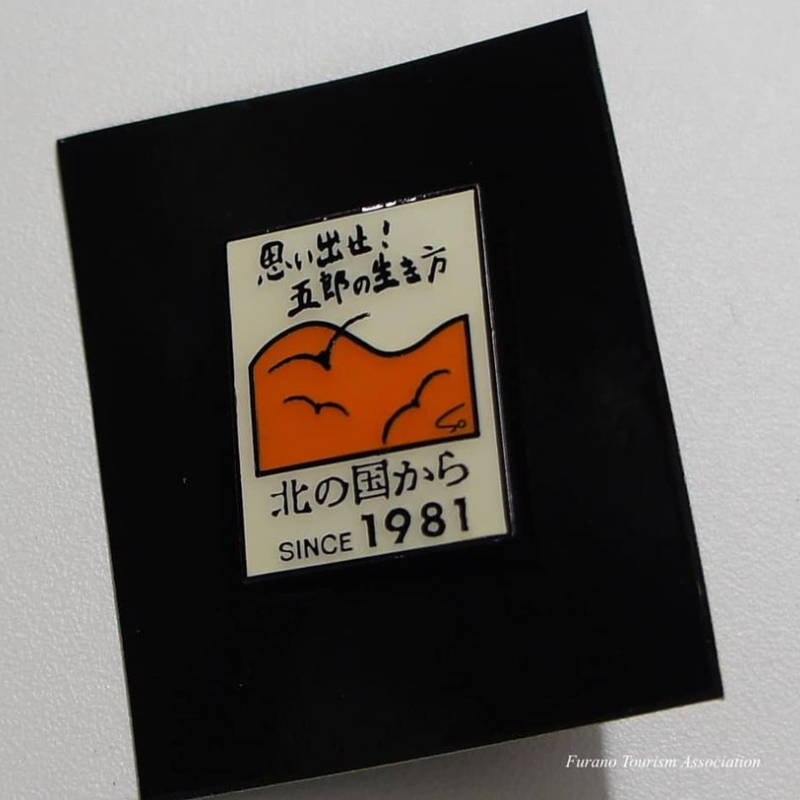 思い出せ!
五郎の生き方
So
北の国から
SINCE 1981
Furano Tourism Association